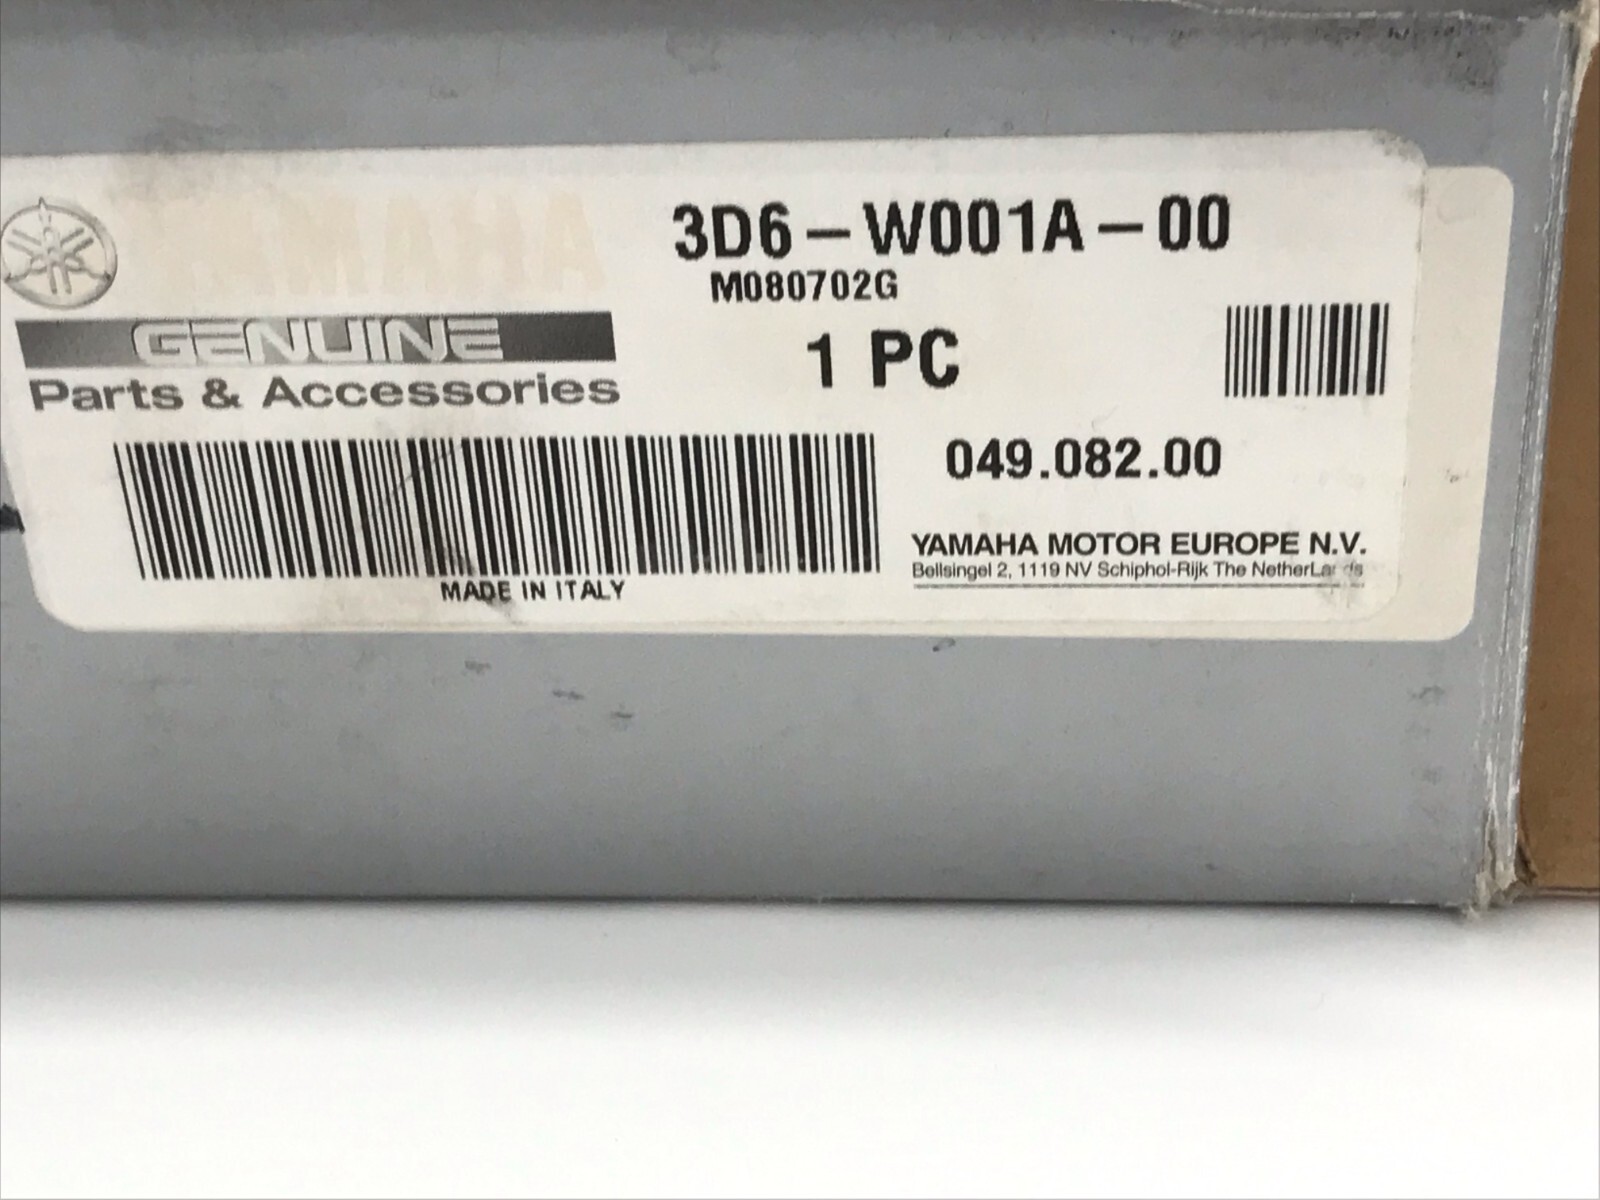 3D6-W001A-00
M080702G
GENUINE
Parts & Accessories
1 PC
049.082.00
YAMAHA MOTOR EUROPE N.V.
Bellsingel 2, 1119 NV Schiphol-Rijk The NetherLands
MADE IN ITALY